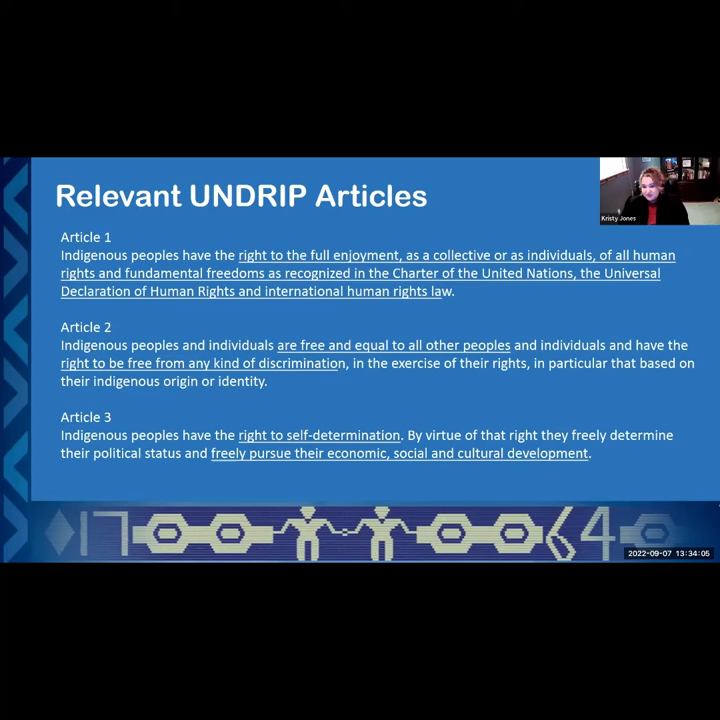 Relevant UNDRIP Articles
Kristy Jones
Article 1
Indigenous peoples have the right to the full enjoyment, as a collective or as individuals, of all human
rights and fundamental freedoms as recognized in the Charter of the United Nations, the Universal
Declaration of Human Rights and international human rights law.
Article 2
Indigenous peoples and individuals are free and equal to all other peoples and individuals and have the
right to be free from any kind of discrimination, in the exercise of their rights, in particular that based on
their indigenous origin or identity.
Article 3
Indigenous peoples have the right to self-determination. By virtue of that right they freely determine
their political status and freely pursue their economic, social and cultural development.
17
64
2022-09-07 13:34:05